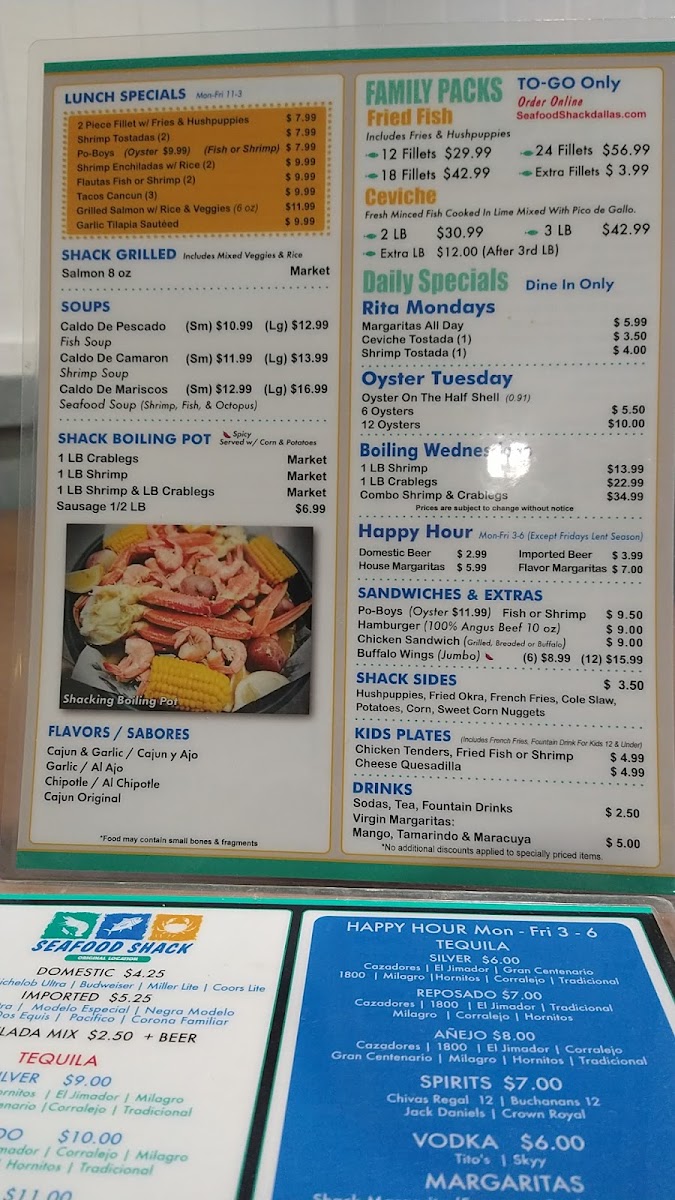 LUNCH SPECIALS Mon-Fri 11-3
2 Piece Fillet w/ Fries & Hushpuppies $ 7.99
Shrimp Tostadas (2) $ 7.99
Po-Boys (Oyster $9.99) (Fish or Shrimp) $ 7.99
Shrimp Enchiladas w/ Rice (2) $ 9.99
Flautas Fish or Shrimp (2) $ 9.99
Tacos Cancun (3) $ 9.99
Grilled Salmon w/ Rice & Veggies (6 oz) $11.99
Garlic Tilapia Sautéed $ 9.99
SHACK GRILLED Includes Mixed Veggies & Rice
Salmon 8 oz Market
SOUPS
Caldo De Pescado (Sm) $10.99 (Lg) $12.99
Fish Soup
Caldo De Camaron (Sm) $11.99 (Lg) $13.99
Shrimp Soup
Caldo De Mariscos (Sm) $12.99 (Lg) $16.99
Seafood Soup (Shrimp, Fish, & Octopus)
SHACK BOILING POT Spicy
Served w/ Corn & Potatoes
1 LB Crablegs Market
1 LB Shrimp Market
1 LB Shrimp & LB Crablegs Market
Sausage 1/2 LB $6.99
Shacking Boiling Pot
FLAVORS / SABORES
Cajun & Garlic / Cajun y Ajo
Garlic / Al Ajo
Chipotle / Al Chipotle
Cajun Original
*Food may contain small bones & fragments
FAMILY PACKS TO-GO Only
Fried Fish Order Online
SeafoodShackdallas.com
Includes Fries & Hushpuppies
12 Fillets $29.99 24 Fillets $56.99
18 Fillets $42.99 Extra Fillets $ 3.99
Ceviche
Fresh Minced Fish Cooked In Lime Mixed With Pico de Gallo.
2 LB $30.99 3 LB $42.99
Extra LB $12.00 (After 3rd LB)
Daily Specials Dine In Only
Rita Mondays
Margaritas All Day $ 5.99
Ceviche Tostada (1) $ 3.50
Shrimp Tostada (1) $ 4.00
Oyster Tuesday
Oyster On The Half Shell (0.91)
6 Oysters $ 5.50
12 Oysters $10.00
Boiling Wednesdays
1 LB Shrimp $13.99
1 LB Crablegs $22.99
Combo Shrimp & Crablegs $34.99
Prices are subject to change without notice
Happy Hour Mon-Fri 3-6 (Except Fridays Lent Season)
Domestic Beer $ 2.99 Imported Beer $ 3.99
House Margaritas $ 5.99 Flavor Margaritas $ 7.00
SANDWICHES & EXTRAS
Po-Boys (Oyster $11.99) Fish or Shrimp $ 9.50
Hamburger (100% Angus Beef 10 oz) $ 9.00
Chicken Sandwich (Grilled, Breaded or Buffalo) $ 9.00
Buffalo Wings (Jumbo) (6) $8.99 (12) $15.99
SHACK SIDES $ 3.50
Hushpuppies, Fried Okra, French Fries, Cole Slaw,
Potatoes, Corn, Sweet Corn Nuggets
KIDS PLATES (Includes French Fries, Fountain Drink For Kids 12 & Under)
Chicken Tenders, Fried Fish or Shrimp $ 4.99
Cheese Quesadilla $ 4.99
DRINKS
Sodas, Tea, Fountain Drinks $ 2.50
Virgin Margaritas:
Mango, Tamarindo & Maracuya $ 5.00
*No additional discounts applied to specially priced items
SEAFOOD SHACK
ORIGINAL LOCATION
DOMESTIC $4.25
ichelob Ultra | Budweiser | Miller Lite | Coors Lite
IMPORTED $5.25
tra | Modelo Especial | Negra Modelo
Dos Equis | Pacifico | Corona Familiar
LADA MIX $2.50 + BEER
TEQUILA
LVER $9.00
ornitos | El Jimador | Milagro
enario | Corralejo | Tradicional
DO $10.00
mador | Corralejo | Milagro
Hornitos | Tradicional
$11.00
HAPPY HOUR Mon - Fri 3 - 6
TEQUILA
SILVER $6.00
Cazadores | El Jimador | Gran Centenario
1800 | Milagro | Hornitos | Corralejo | Tradicional
REPOSADO $7.00
Cazadores | 1800 | El Jimador | Tradicional
Milagro | Corralejo | Hornitos
AÑEJO $8.00
Cazadores | 1800 | El Jimador | Corralejo
Gran Centenario | Milagro | Hornitos | Tradicional
SPIRITS $7.00
Chivas Regal 12 | Buchanans 12
Jack Daniels | Crown Royal
VODKA $6.00
Tito's | Skyy
MARGARITAS